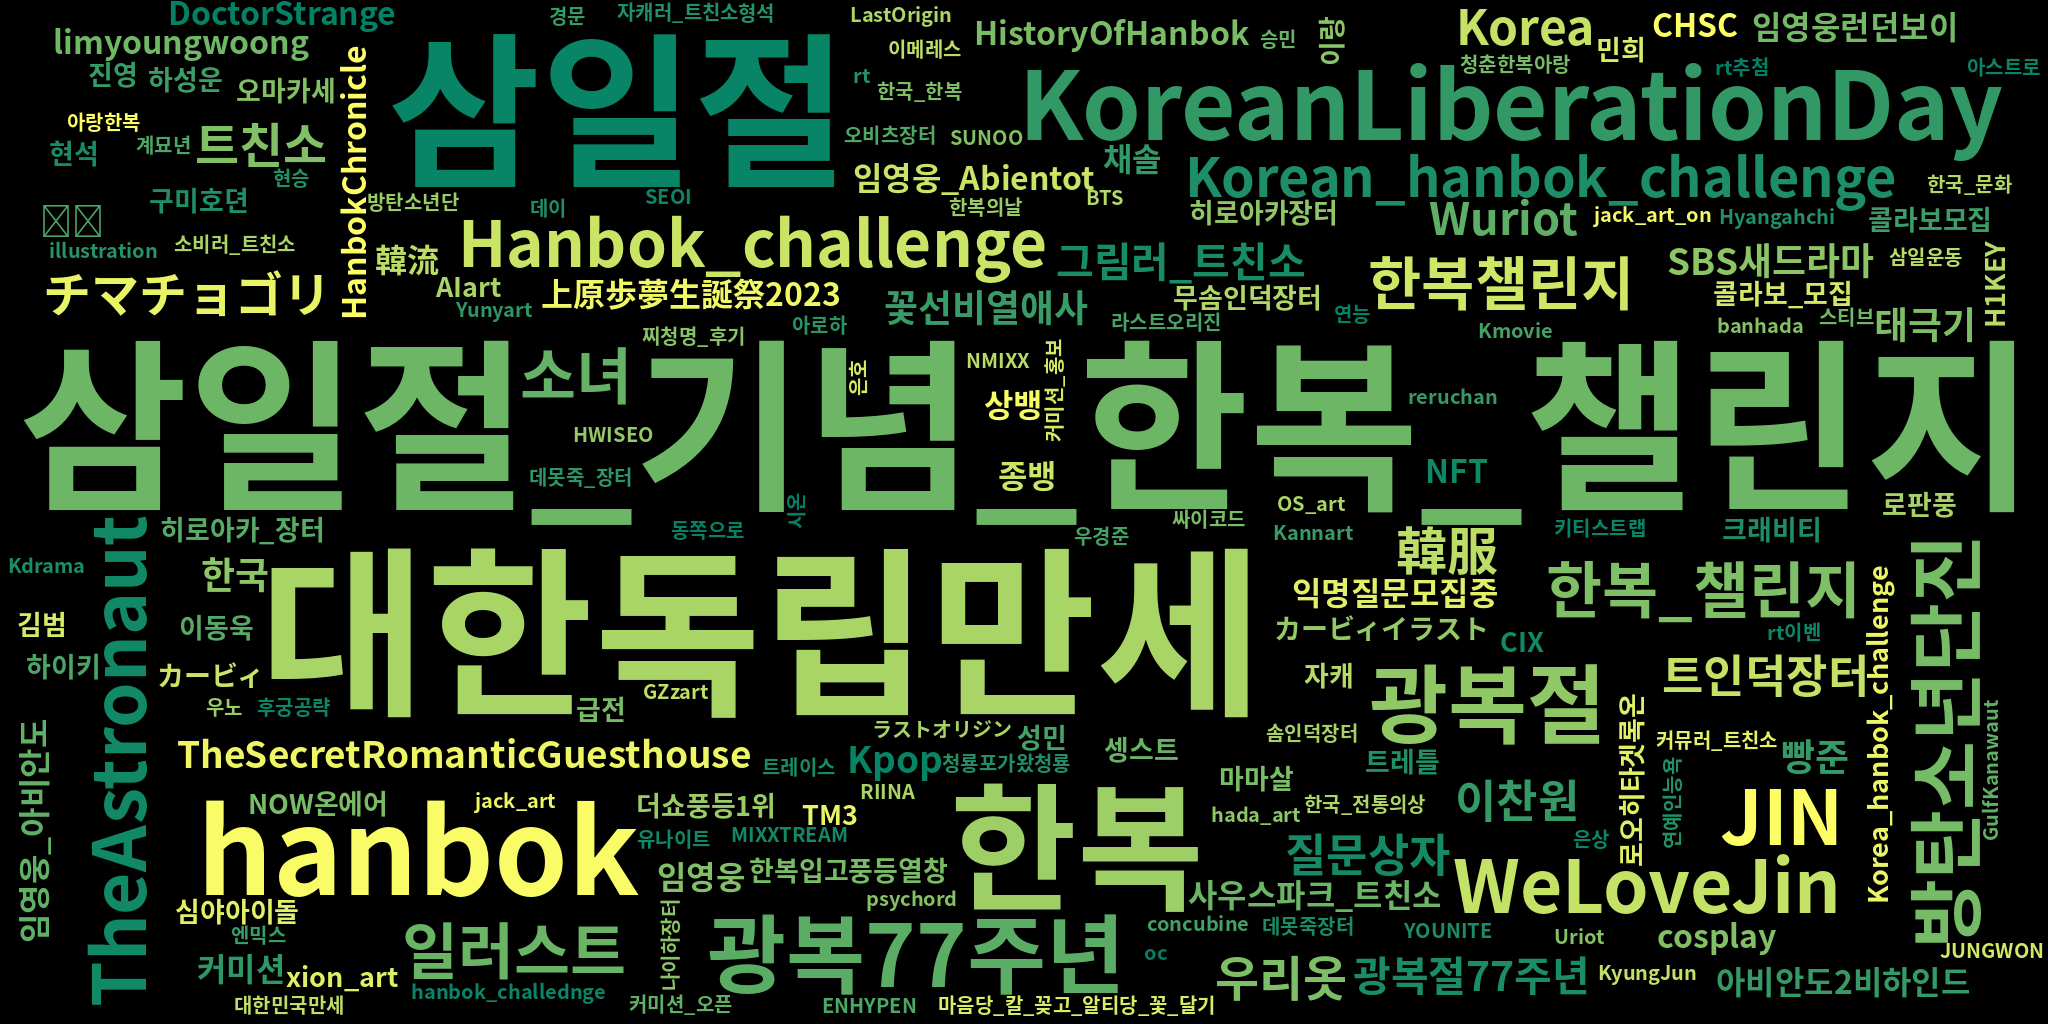 DoctorStrange
경문
자캐러_트친소형석
LastOrigin
HistoryOfHanbok
승민
이랑
Korea
민희
CHSC
임영웅런던보이
limyoungwoong
이메레스
진영
하성운
오마카세
HanbokChronicle
삼일절
rt
한국_한복
KoreanLiberationDay
청춘한복아랑
rt추첨
아스트로
아랑한복
현석
계묘년
트친소
현승
오비츠장터
SUNOO
채솔
임영웅_Abientot
BTS
Korean_hanbok_challenge
한국_문화
구미호뎐
방탄소년단
데이
SEOI
한복의날
히로아카장터
Wuriot
jack_art_on
Hyangahchi
콜라보모집
illustration
소비러_트친소
韓流
Hanbok_challenge
그림러_트친소
한복챌린지
SBS새드라마
삼일운동
H1KEY
チマチョゴリ
AIart
Yunyart
上原歩夢生誕祭2023
꽃선비열애사
무솜인덕장터
콜라보_모집
찌청명_후기
아로하
라스트오리진
연능
Kmovie
banhada
스티브
태극기
삼일절_기념_한복_챌린지
소녀
은호
NMIXX
커미션_홍보
상뱅
reruchan
HWISEO
데못죽_장터
종뱅
NFT
시온
OS_art
로판풍
TheAstronaut
히로아카_장터
동쪽으로
우경준
싸이코드
Kannart
韓服
키티스트랩
크래비티
Kdrama
한국
대한독립만세
익명질문모집중
한복_챌린지
Korea_hanbok_challenge
방탄소년단진
김범
이동욱
カービィイラスト
CIX
rt이벤
하이키
カービィ
GZzart
자캐
광복절
트인덕장터
우노
후궁공략
급전
임영웅_아비안도
ラストオリジン
성민
솜인덕장터
로오히타겟록온
커뮤러_트친소
GulfKanawaut
TheSecretRomanticGuesthouse
트레이스
Kpop
청룡포가왔청룡
셍스트
트레틀
연예인능욕
빵준
NOW온에어
jack_art
더쇼풍등1위
TM3
RIINA
마마살
hada_art
한국_전통의상
이찬원
JIN
hanbok
유나이트
MIXXTREAM
한복
질문상자
은상
임영웅
한복입고풍등열창
psychord
사우스파크_트친소
WeLoveJin
심야아이돌
엔믹스
일러스트
나이하장터
광복77주년
concubine
데못죽장터
YOUNITE
Uriot
cosplay
JUNGWON
커미션
xion_art
hanbok_challednge
oc
우리옷
광복절77주년
KyungJun
아비안도2비하인드
대한민국만세
커미션_오픈
ENHYPEN
마음당_칼_꽂고_알티당_꽃_달기